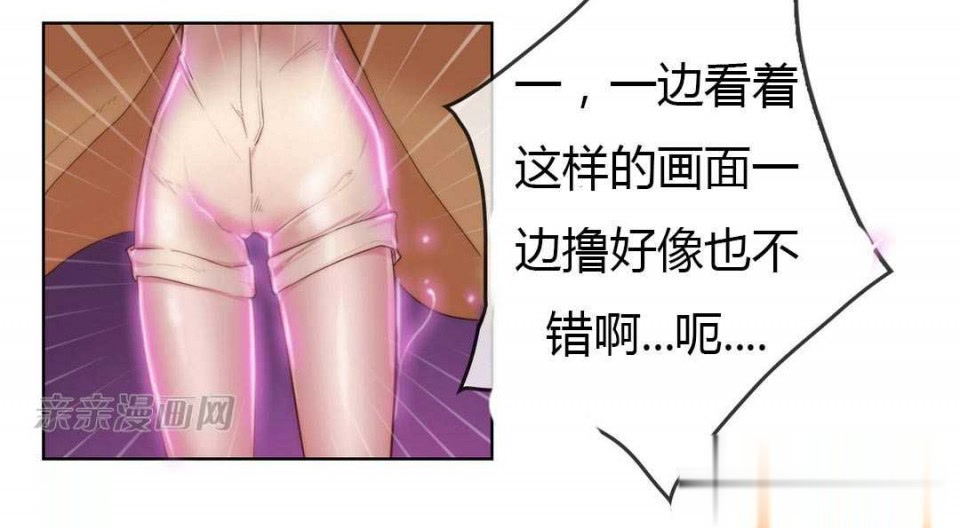 一，一边看着
这样的画面一
边撸好像也不
错啊...呃....
亲亲漫画网